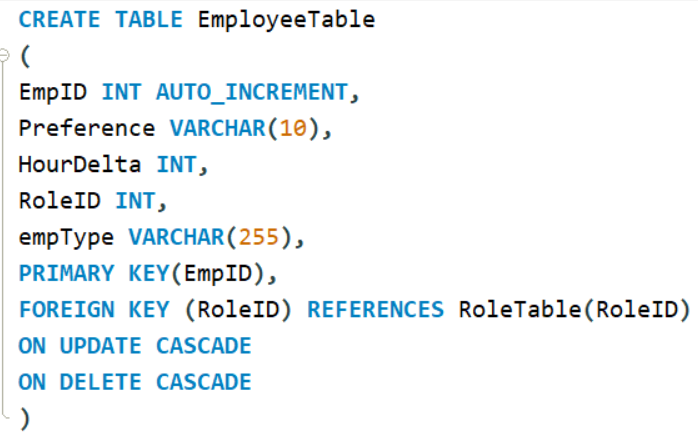 CREATE TABLE EmployeeTable
(
EmpID INT AUTO_INCREMENT,
Preference VARCHAR(10),
HourDelta INT,
RoleID INT,
empType VARCHAR(255),
PRIMARY KEY(EmpID),
FOREIGN KEY (RoleID) REFERENCES RoleTable(RoleID)
ON UPDATE CASCADE
ON DELETE CASCADE
)